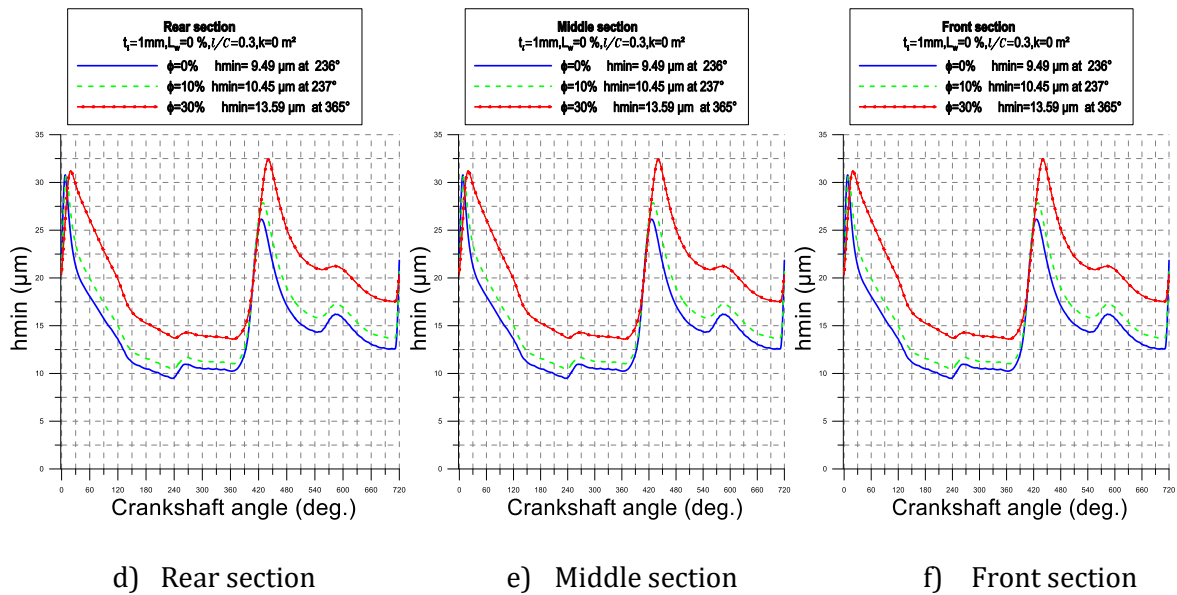 Rear section
tᵢ=1mm,L_w=0 %,ℓ/C=0.3,k=0 m²
ϕ=0% hmin= 9.49 µm at 236°
ϕ=10% hmin=10.45 µm at 237°
ϕ=30% hmin=13.59 µm at 365°
hmin (µm)
35
30
25
20
15
10
5
0
0 60 120 180 240 300 360 420 480 540 600 660 720
Crankshaft angle (deg.)
d) Rear section
Middle section
tᵢ=1mm,L_w=0 %,ℓ/C=0.3,k=0 m²
ϕ=0% hmin= 9.49 µm at 236°
ϕ=10% hmin=10.45 µm at 237°
ϕ=30% hmin=13.59 µm at 365°
hmin (µm)
35
30
25
20
15
10
5
0
0 60 120 180 240 300 360 420 480 540 600 660 720
Crankshaft angle (deg.)
e) Middle section
Front section
tᵢ=1mm,L_w=0 %,ℓ/C=0.3,k=0 m²
ϕ=0% hmin= 9.49 µm at 236°
ϕ=10% hmin=10.45 µm at 237°
ϕ=30% hmin=13.59 µm at 365°
hmin (µm)
35
30
25
20
15
10
5
0
0 60 120 180 240 300 360 420 480 540 600 660 720
Crankshaft angle (deg.)
f) Front section